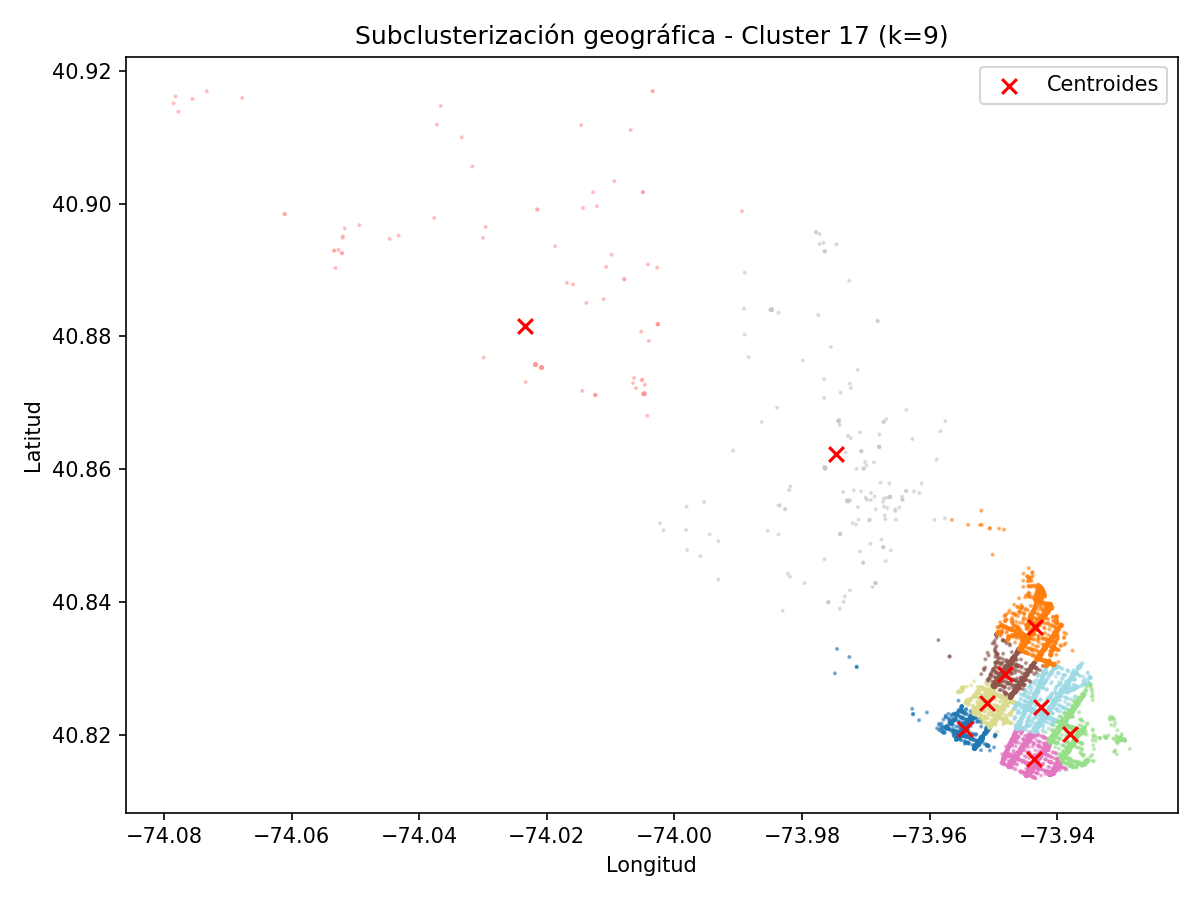 Subclusterización geográfica - Cluster 17 (k=9)
Centroides
40.92
40.90
40.88
40.86
40.84
40.82
Latitud
−74.08 −74.06 −74.04 −74.02 −74.00 −73.98 −73.96 −73.94
Longitud